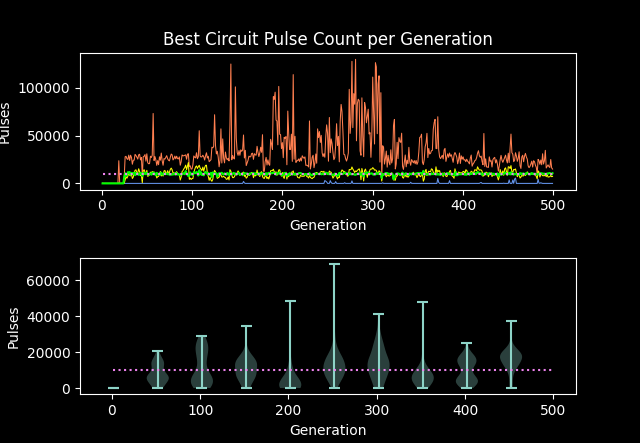 Best Circuit Pulse Count per Generation
Pulses
100000
50000
0
0 100 200 300 400 500
Generation
Pulses
60000
40000
20000
0
0 100 200 300 400 500
Generation